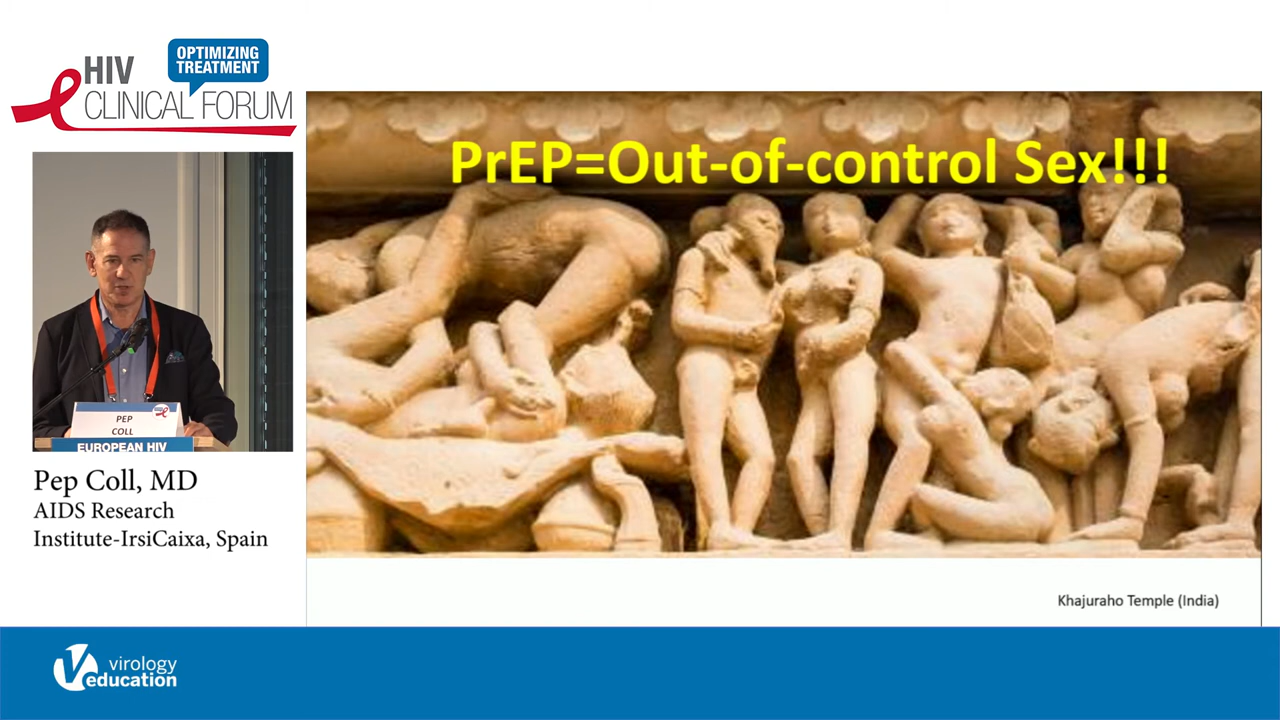 OPTIMIZING
TREATMENT
HIV
CLINICAL FORUM
PrEP=Out-of-control Sex!!!
PEP
COLL
EUROPEAN HIV
Pep Coll, MD
AIDS Research
Institute-IrsiCaixa, Spain
Khajuraho Temple (India)
virology
education